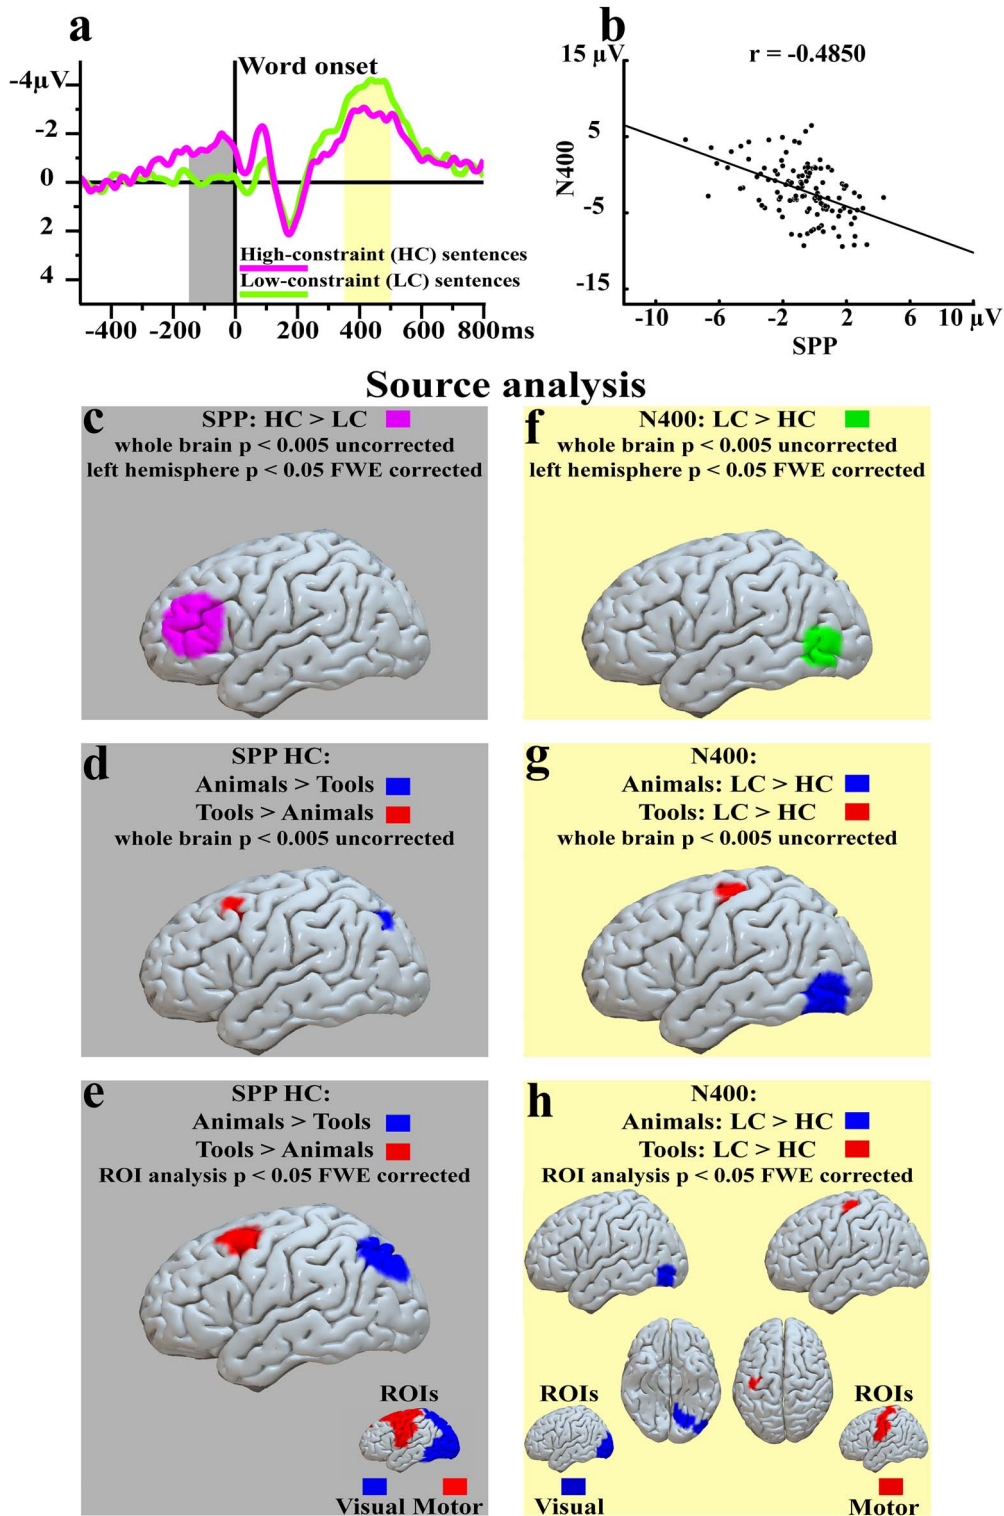 a
-4μV
-2
0
2
4
Word onset
High-constraint (HC) sentences
Low-constraint (LC) sentences
-400 -200 0 200 400 600 800ms
b
15 μV
r = -0.4850
5
N400
-5
-15
-10 -6 -2 2 6 10 μV
SPP
Source analysis
c
SPP: HC > LC
whole brain p < 0.005 uncorrected
left hemisphere p < 0.05 FWE corrected
f
N400: LC > HC
whole brain p < 0.005 uncorrected
left hemisphere p < 0.05 FWE corrected
d
SPP HC:
Animals > Tools
Tools > Animals
whole brain p < 0.005 uncorrected
g
N400:
Animals: LC > HC
Tools: LC > HC
whole brain p < 0.005 uncorrected
e
SPP HC:
Animals > Tools
Tools > Animals
ROI analysis p < 0.05 FWE corrected
ROIs
Visual Motor
h
N400:
Animals: LC > HC
Tools: LC > HC
ROI analysis p < 0.05 FWE corrected
ROIs
Visual
ROIs
Motor